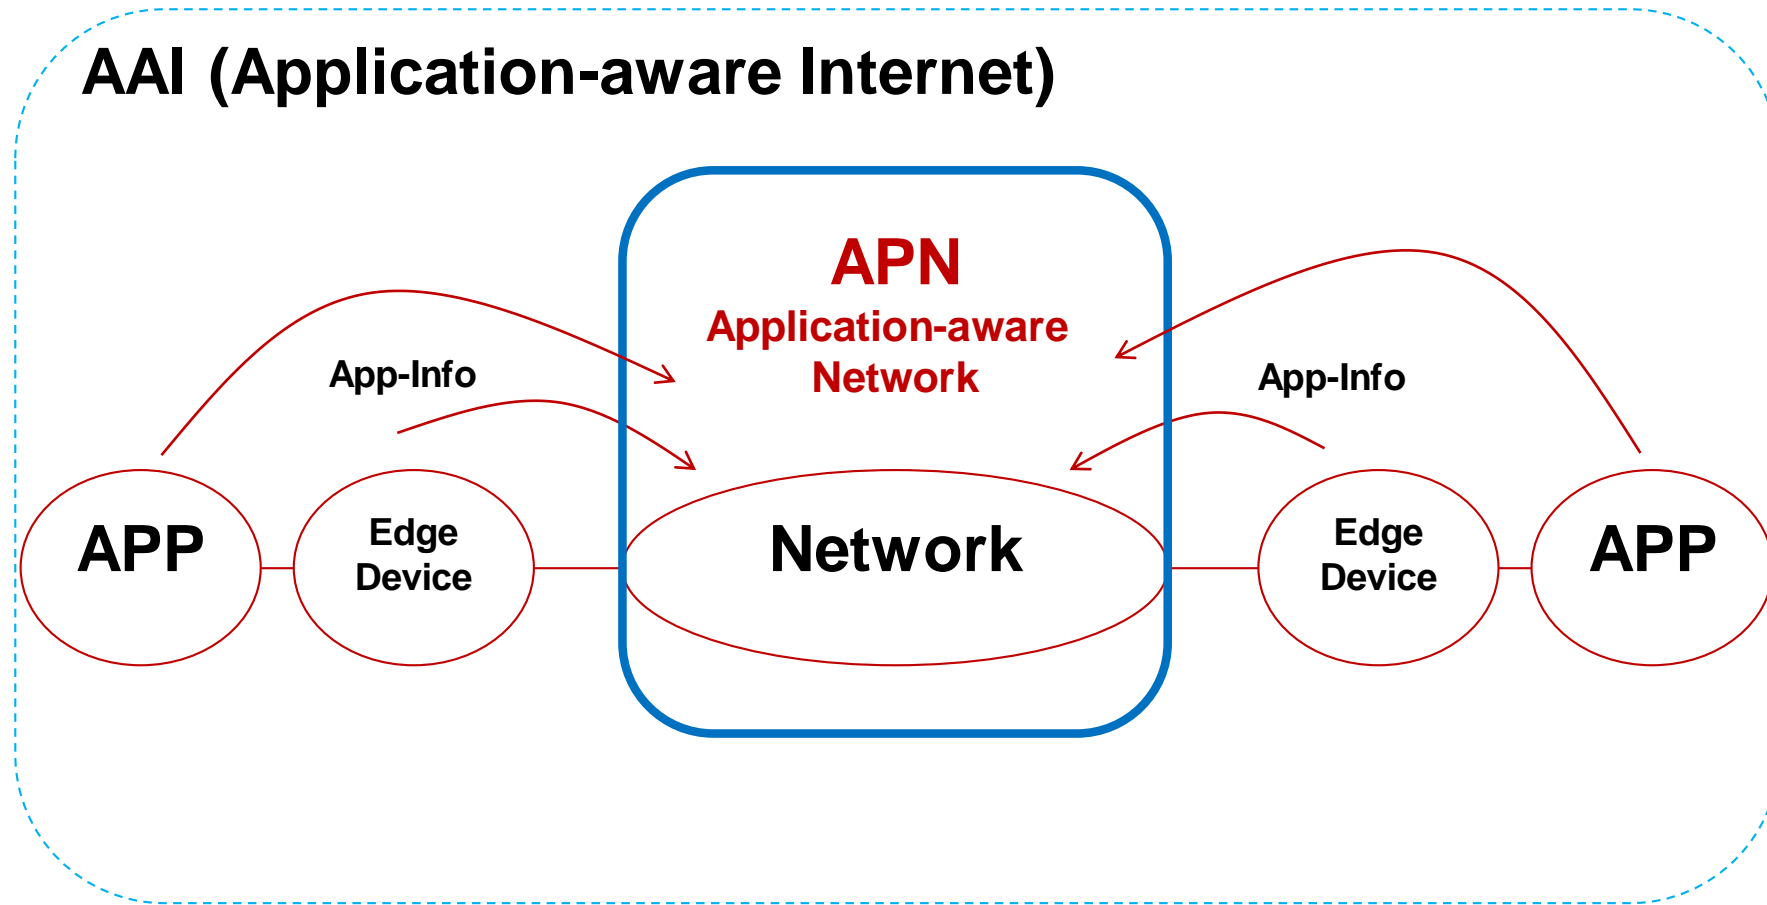 AAI (Application-aware Internet)
APN
Application-aware
Network
App-Info
App-Info
APP
Edge
Device
Network
Edge
Device
APP